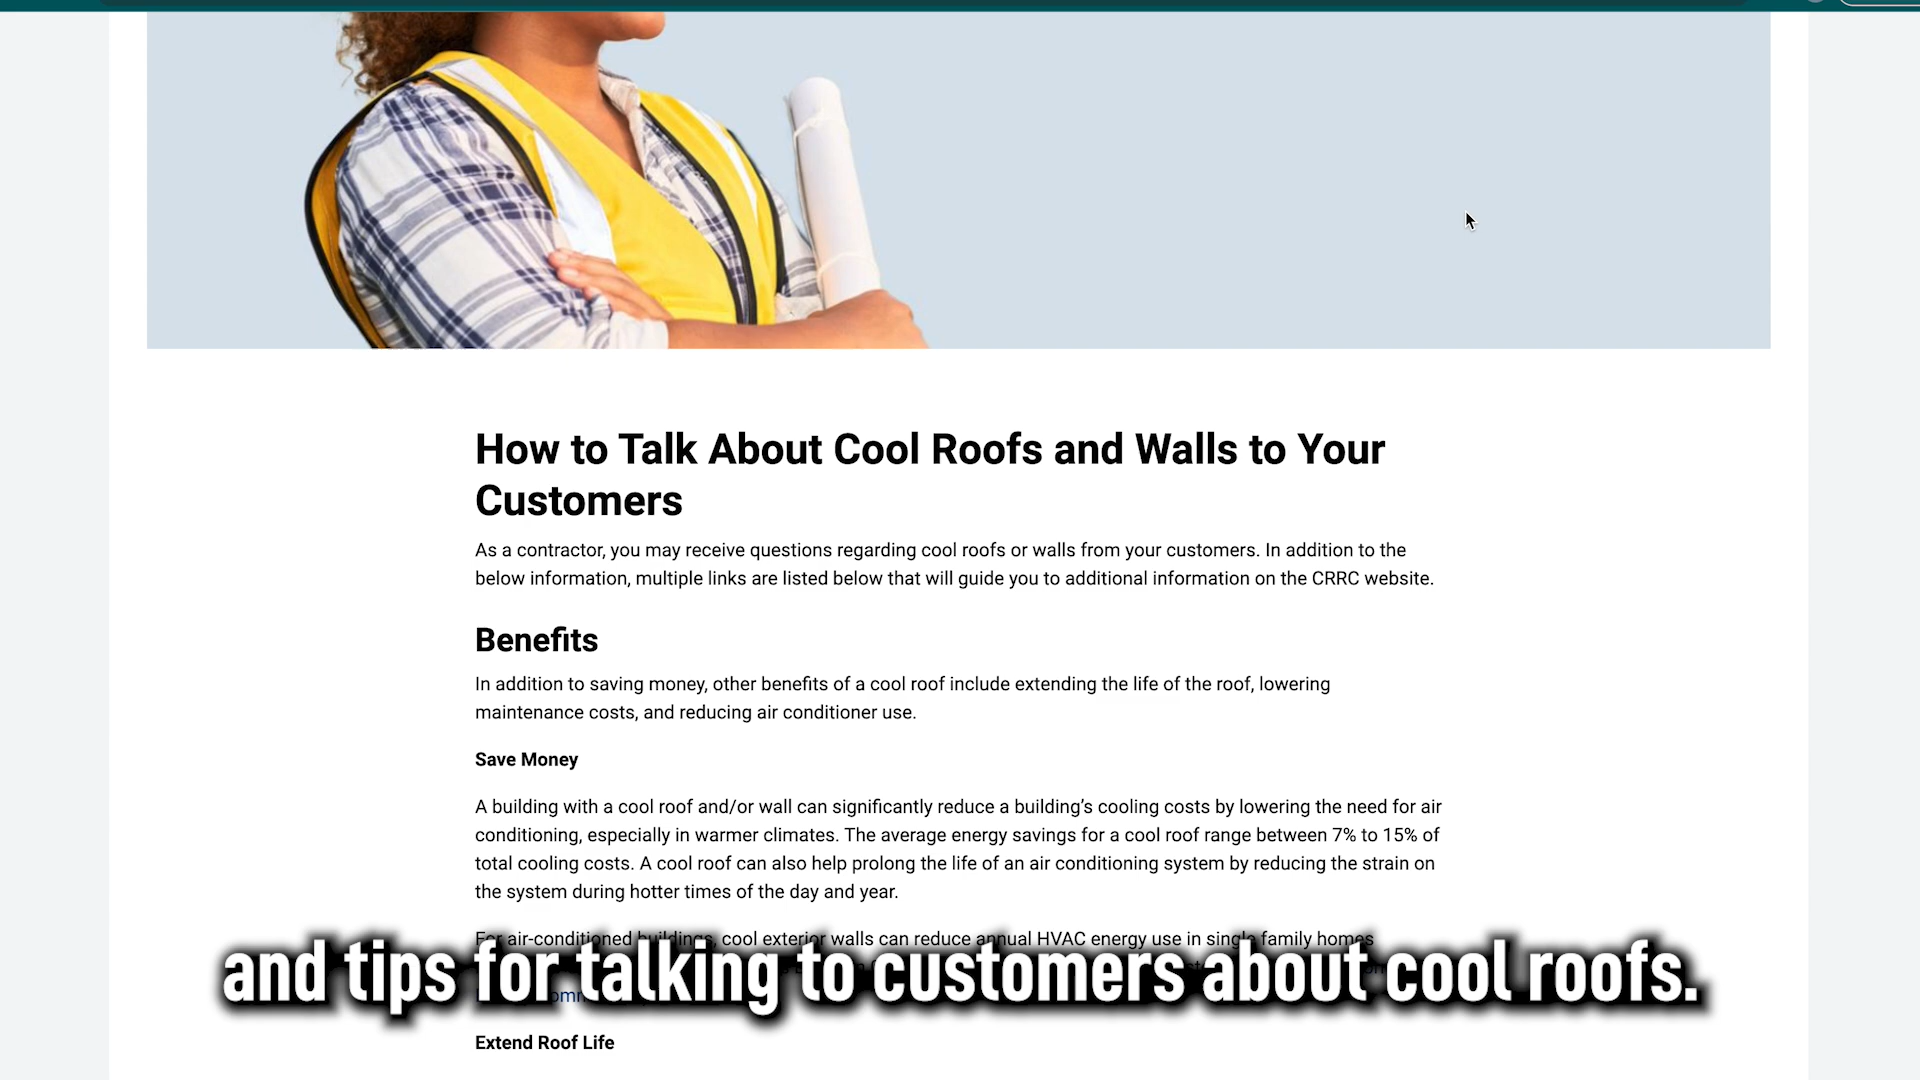 How to Talk About Cool Roofs and Walls to Your
Customers
As a contractor, you may receive questions regarding cool roofs or walls from your customers. In addition to the
below information, multiple links are listed below that will guide you to additional information on the CRRC website.
Benefits
In addition to saving money, other benefits of a cool roof include extending the life of the roof, lowering
maintenance costs, and reducing air conditioner use.
Save Money
A building with a cool roof and/or wall can significantly reduce a building’s cooling costs by lowering the need for air
conditioning, especially in warmer climates. The average energy savings for a cool roof range between 7% to 15% of
total cooling costs. A cool roof can also help prolong the life of an air conditioning system by reducing the strain on
the system during hotter times of the day and year.
For air-conditioned buildings, cool exterior walls can reduce annual HVAC energy use in single family homes
and tips for talking to customers about cool roofs.
Extend Roof Life